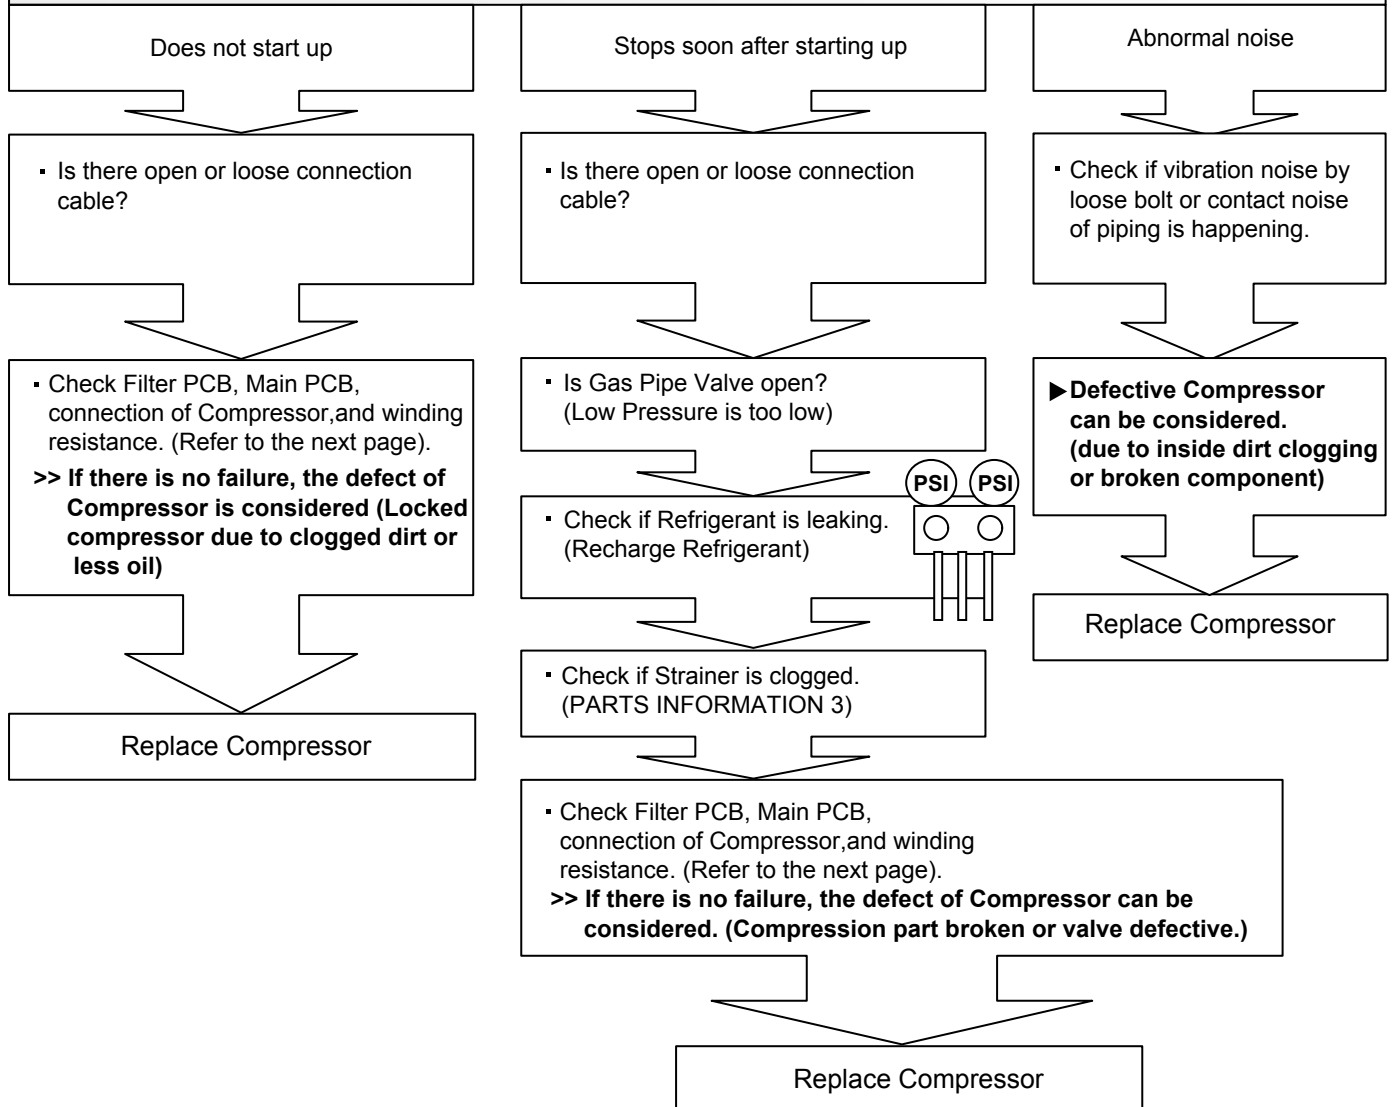 Does not start up
▪ Is there open or loose connection
cable?
▪ Check Filter PCB, Main PCB,
connection of Compressor,and winding
resistance. (Refer to the next page).
>> If there is no failure, the defect of
Compressor is considered (Locked
compressor due to clogged dirt or
less oil)
Replace Compressor
Stops soon after starting up
▪ Is there open or loose connection
cable?
▪ Is Gas Pipe Valve open?
(Low Pressure is too low)
▪ Check if Refrigerant is leaking.
(Recharge Refrigerant)
PSI PSI
▪ Check if Strainer is clogged.
(PARTS INFORMATION 3)
▪ Check Filter PCB, Main PCB,
connection of Compressor,and winding
resistance. (Refer to the next page).
>> If there is no failure, the defect of Compressor can be
considered. (Compression part broken or valve defective.)
Replace Compressor
Abnormal noise
▪ Check if vibration noise by
loose bolt or contact noise
of piping is happening.
▶Defective Compressor
can be considered.
(due to inside dirt clogging
or broken component)
Replace Compressor